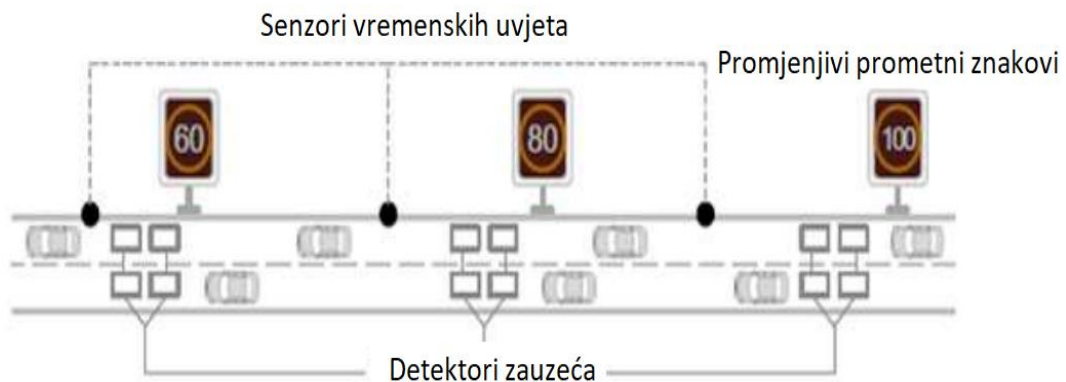 Senzori vremenskih uvjeta
Promjenjivi prometni znakovi
60
80
100
Detektori zauzeća